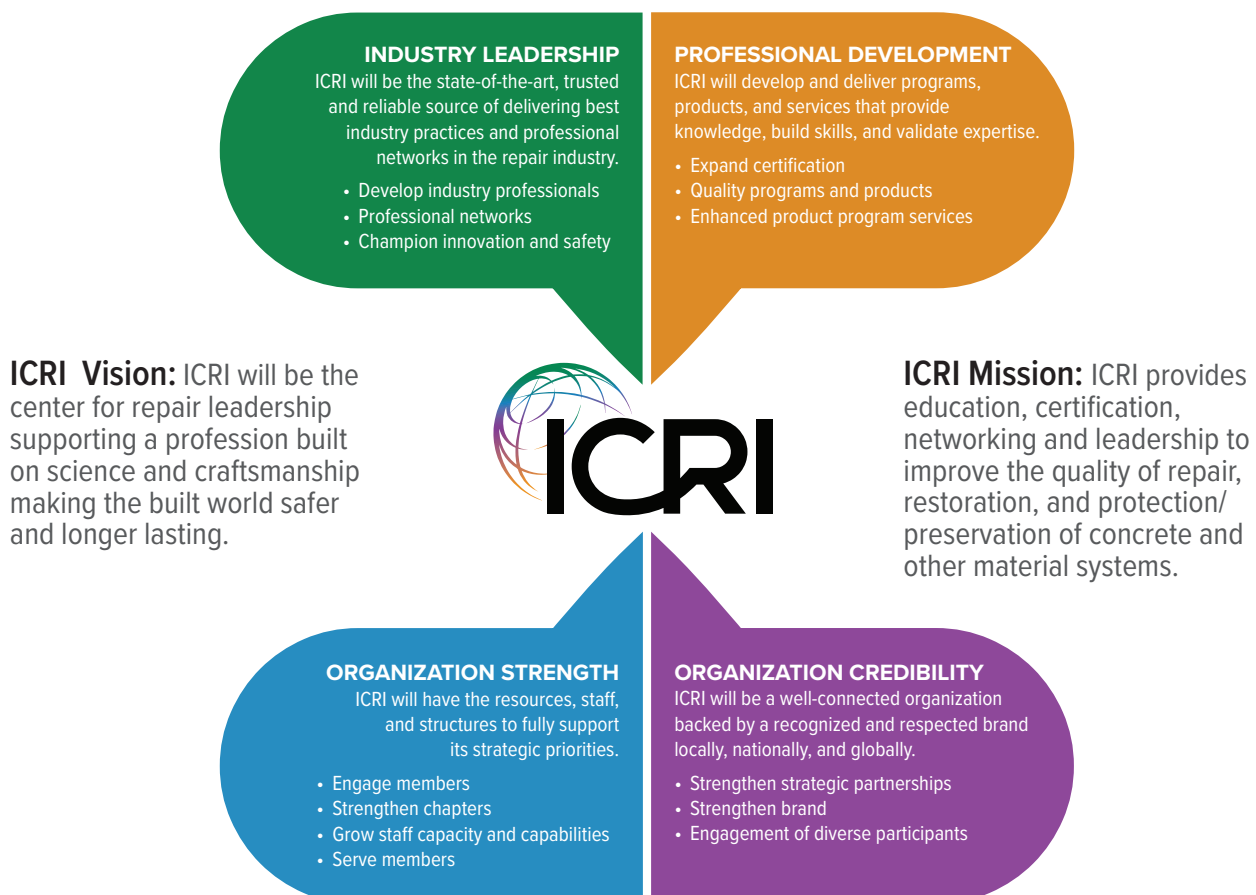 INDUSTRY LEADERSHIP
ICRI will be the state-of-the-art, trusted
and reliable source of delivering best
industry practices and professional
networks in the repair industry.
• Develop industry professionals
• Professional networks
• Champion innovation and safety
PROFESSIONAL DEVELOPMENT
ICRI will develop and deliver programs,
products, and services that provide
knowledge, build skills, and validate expertise.
• Expand certification
• Quality programs and products
• Enhanced product program services
ICRI Vision: ICRI will be the
center for repair leadership
supporting a profession built
on science and craftsmanship
making the built world safer
and longer lasting.
ICRI
ICRI Mission: ICRI provides
education, certification,
networking and leadership to
improve the quality of repair,
restoration, and protection/
preservation of concrete and
other material systems.
ORGANIZATION STRENGTH
ICRI will have the resources, staff,
and structures to fully support
its strategic priorities.
• Engage members
• Strengthen chapters
• Grow staff capacity and capabilities
• Serve members
ORGANIZATION CREDIBILITY
ICRI will be a well-connected organization
backed by a recognized and respected brand
locally, nationally, and globally.
• Strengthen strategic partnerships
• Strengthen brand
• Engagement of diverse participants